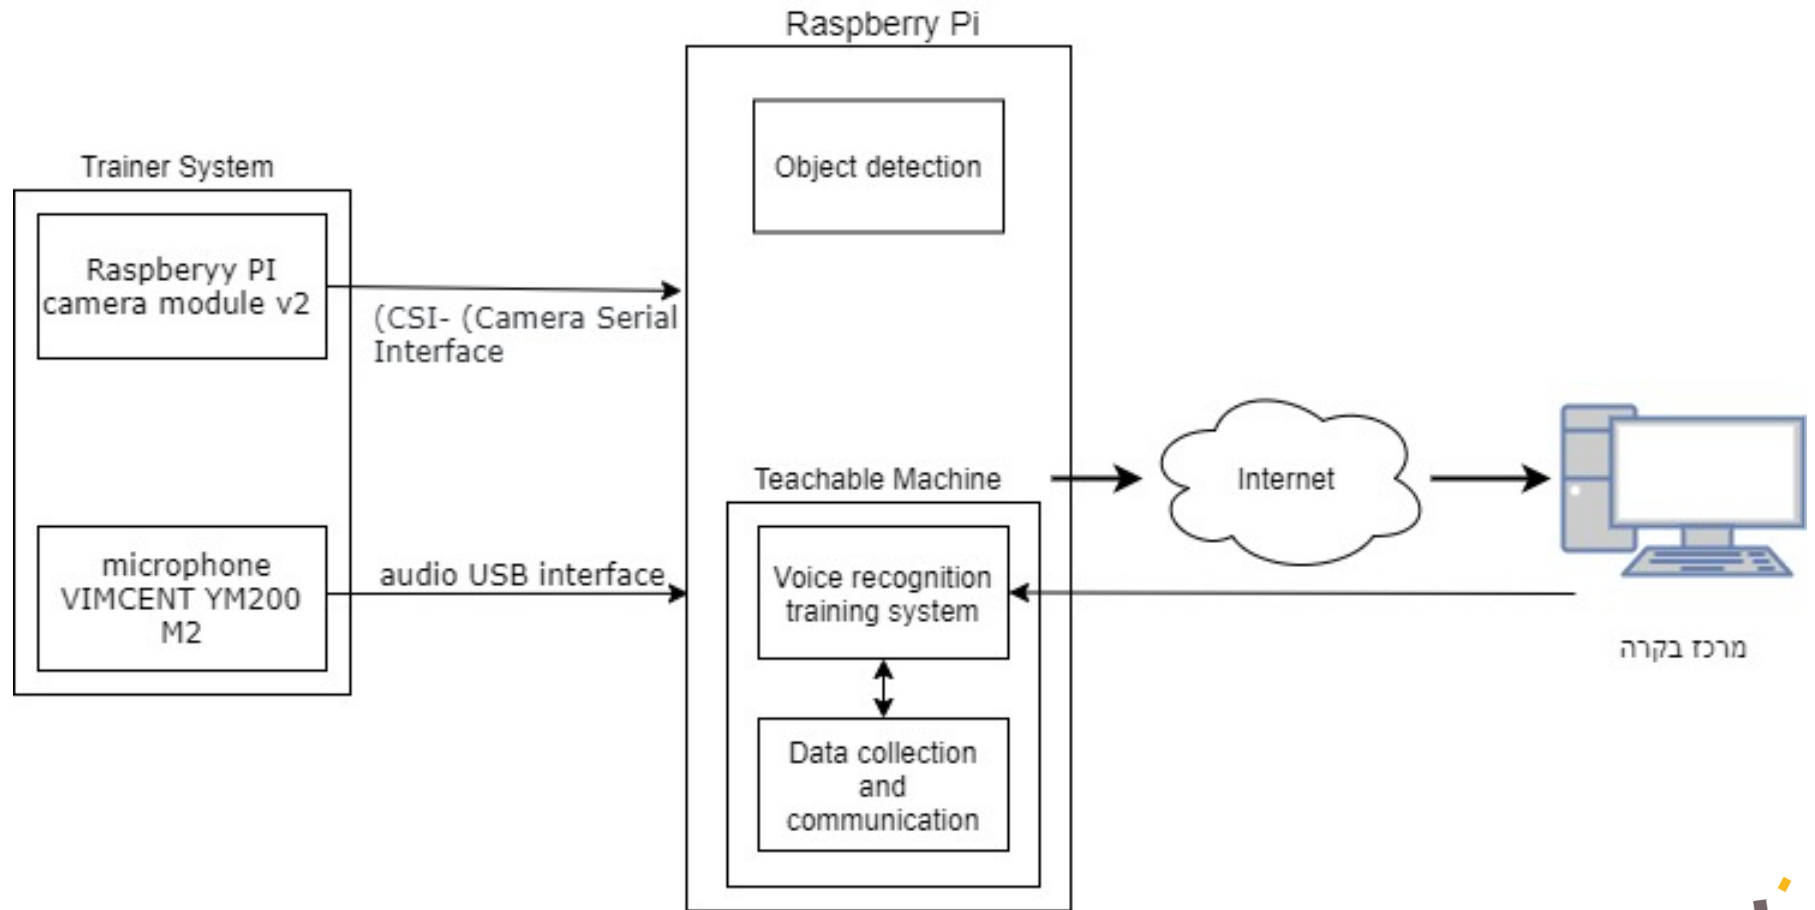 Raspberry Pi
Object detection
Trainer System
Raspberyy PI
camera module v2
(CSI- (Camera Serial
Interface
microphone
VIMCENT YM200
M2
audio USB interface
Teachable Machine
Voice recognition
training system
Data collection
and
communication
Internet
מרכז בקרה